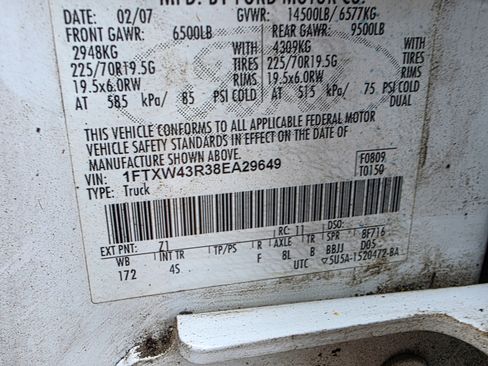 MFD. BY FORD MOTOR CO.
DATE: 02/07 GVWR: 14500LB/ 6577KG
FRONT GAWR: 6500LB REAR GAWR: 9500LB
2948KG WITH 4309KG WITH
225/70R19.5G TIRES 225/70R19.5G TIRES
19.5x6.0RW RIMS 19.5x6.0RW RIMS
AT 585 kPa/ 85 PSI COLD AT 515 kPa/ 75 PSI COLD
DUAL
THIS VEHICLE CONFORMS TO ALL APPLICABLE FEDERAL MOTOR
VEHICLE SAFETY STANDARDS IN EFFECT ON THE DATE OF
MANUFACTURE SHOWN ABOVE.
VIN: 1FTXW43R38EA29649 F0809
TYPE: Truck T0150
EXT PNT: Z1 RC: 11 DSO:
WB INT TR TP/PS R AXLE TR SPR 8F716
172 4S F 8L B BBJJ D05
UTC ▽5U5A-1520472-BA